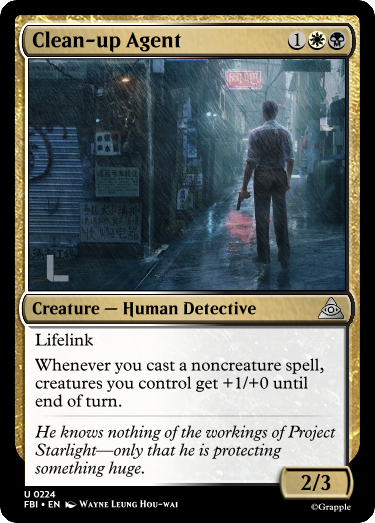 Clean-up Agent
1
Creature — Human Detective
Lifelink
Whenever you cast a noncreature spell,
creatures you control get +1/+0 until
end of turn.
He knows nothing of the workings of Project
Starlight—only that he is protecting
something huge.
2/3
U 0224
FBI • EN WAYNE LEUNG HOU-WAI
©Grapple